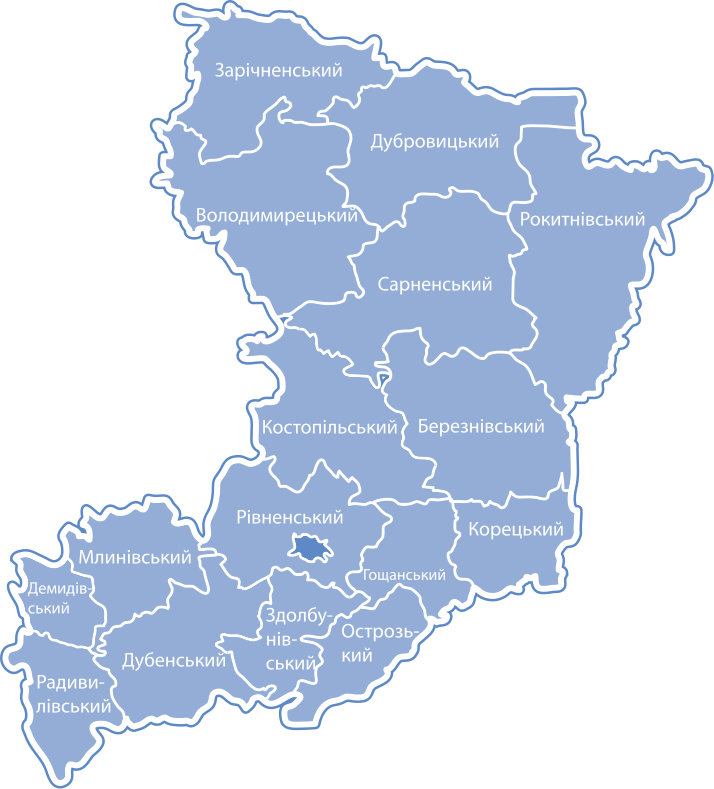 Зарічненський
Дубровицький
Володимирецький
Рокитнівський
Сарненський
Костопільський
Березнівський
Рівненський
Корецький
Млинівський
Гощанський
Демидів-
ський
Здолбу-
нів-
ський
Острозь-
кий
Дубенський
Радиви-
лівський